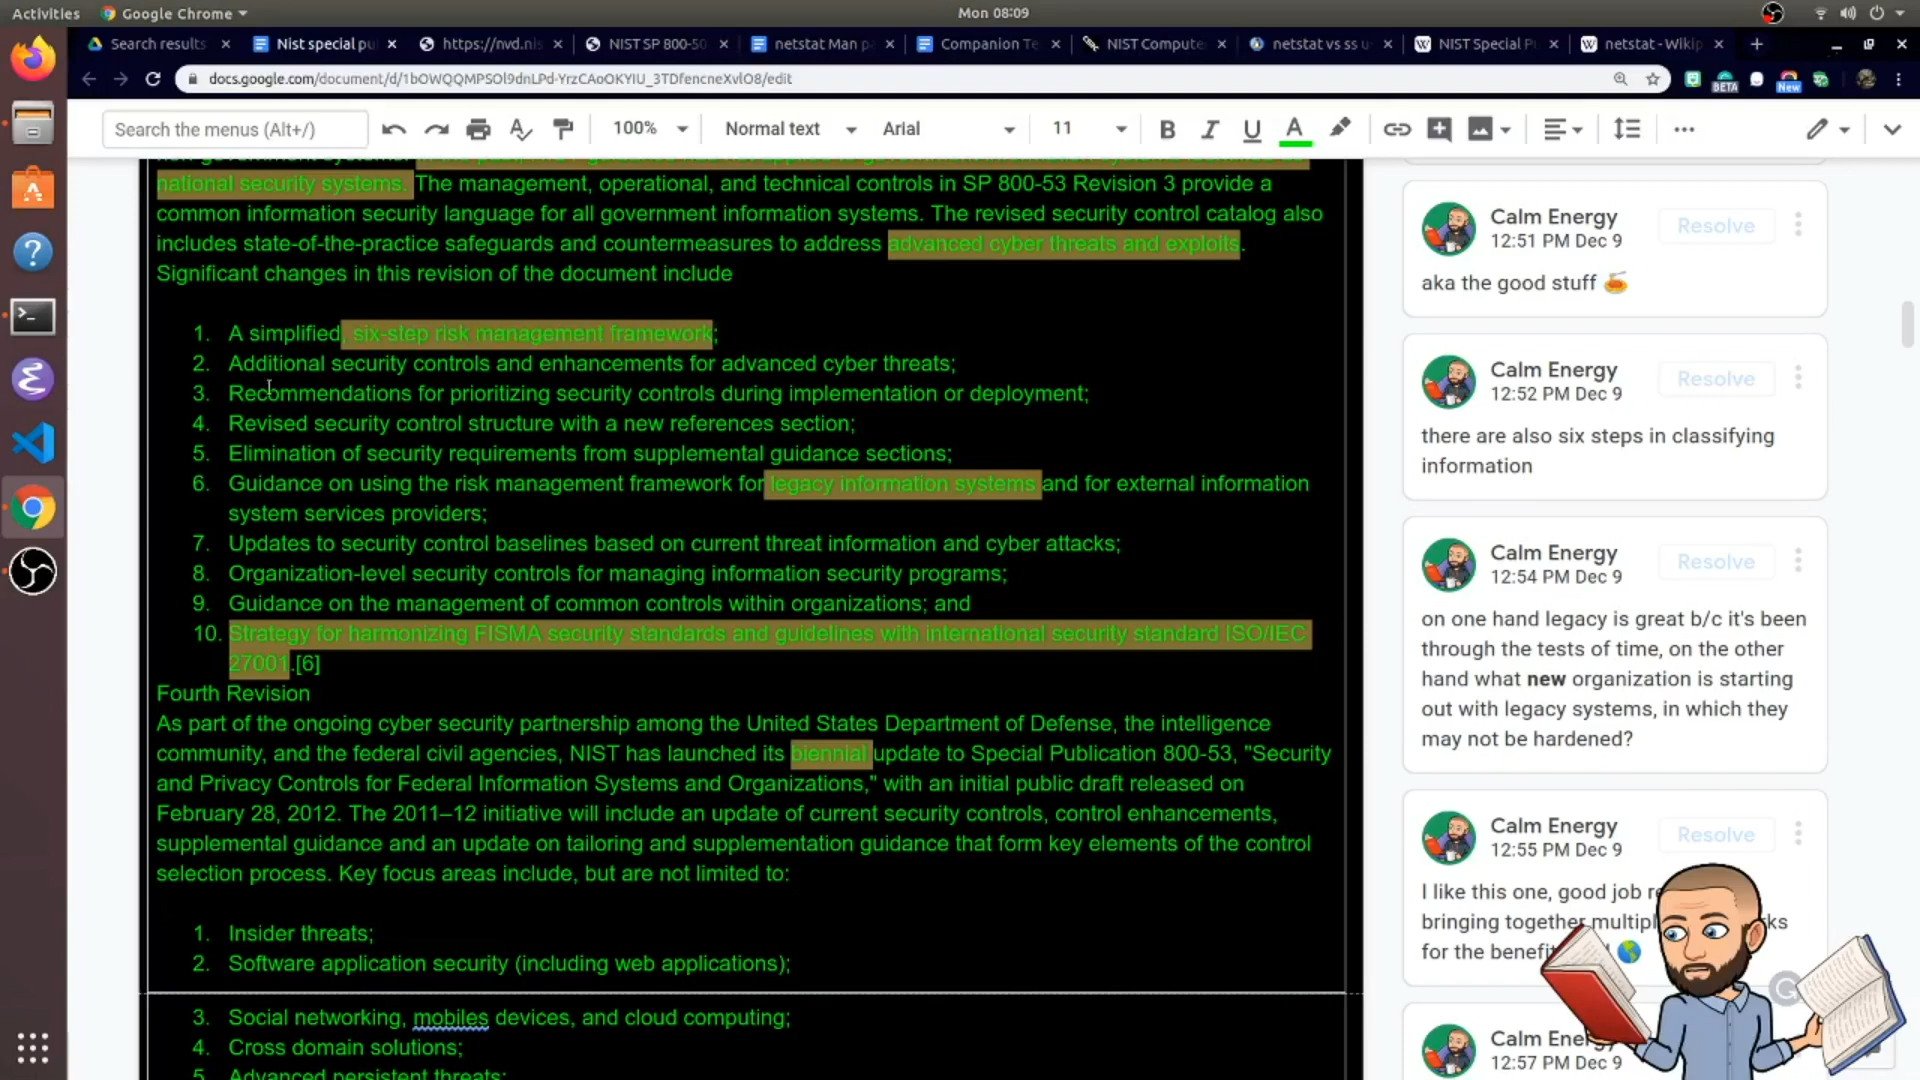 Activities Google Chrome Mon 08:09
Search results Nist special pu https://nvd.nis NIST SP 800-50 netstat Man p Companion Te NIST Compute netstat vs ss u NIST Special P netstat - Wikip
docs.google.com/document/d/1bOWQQMPSOl9dnLPd-YrzCAoOKYIU_3TDfencneXvlO8/edit BETA New
Search the menus (Alt+/) 100% Normal text Arial 11 B I U A
national security systems. The management, operational, and technical controls in SP 800-53 Revision 3 provide a
common information security language for all government information systems. The revised security control catalog also
includes state-of-the-practice safeguards and countermeasures to address advanced cyber threats and exploits.
Significant changes in this revision of the document include
1. A simplified, six-step risk management framework;
2. Additional security controls and enhancements for advanced cyber threats;
3. Recommendations for prioritizing security controls during implementation or deployment;
4. Revised security control structure with a new references section;
5. Elimination of security requirements from supplemental guidance sections;
6. Guidance on using the risk management framework for legacy information systems and for external information
system services providers;
7. Updates to security control baselines based on current threat information and cyber attacks;
8. Organization-level security controls for managing information security programs;
9. Guidance on the management of common controls within organizations; and
10. Strategy for harmonizing FISMA security standards and guidelines with international security standard ISO/IEC
27001.[6]
Fourth Revision
As part of the ongoing cyber security partnership among the United States Department of Defense, the intelligence
community, and the federal civil agencies, NIST has launched its biennial update to Special Publication 800-53, "Security
and Privacy Controls for Federal Information Systems and Organizations," with an initial public draft released on
February 28, 2012. The 2011–12 initiative will include an update of current security controls, control enhancements,
supplemental guidance and an update on tailoring and supplementation guidance that form key elements of the control
selection process. Key focus areas include, but are not limited to:
1. Insider threats;
2. Software application security (including web applications);
3. Social networking, mobiles devices, and cloud computing;
4. Cross domain solutions;
5. Advanced persistent threats;
Calm Energy Resolve
12:51 PM Dec 9
aka the good stuff
Calm Energy Resolve
12:52 PM Dec 9
there are also six steps in classifying
information
Calm Energy Resolve
12:54 PM Dec 9
on one hand legacy is great b/c it's been
through the tests of time, on the other
hand what new organization is starting
out with legacy systems, in which they
may not be hardened?
Calm Energy Resolve
12:55 PM Dec 9
I like this one, good job
bringing together
for the
Calm
12:57 PM Dec 9